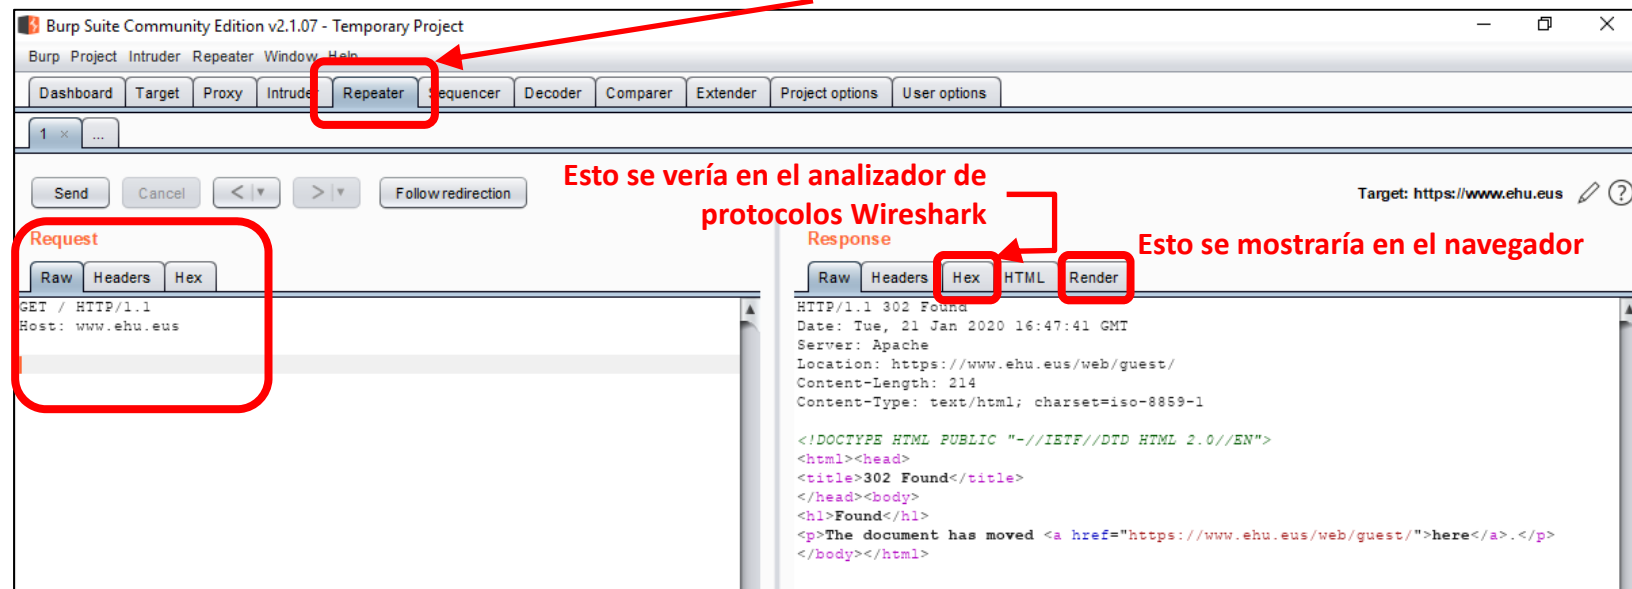 Burp Suite Community Edition v2.1.07 - Temporary Project
Burp Project Intruder Repeater Window Help
Dashboard Target Proxy Intruder Repeater Sequencer Decoder Comparer Extender Project options User options
1 × ...
Esto se vería en el analizador de
protocolos Wireshark
Send Cancel < > Follow redirection
Target: https://www.ehu.eus
Esto se mostraría en el navegador
Request
Raw Headers Hex
GET / HTTP/1.1
Host: www.ehu.eus
Response
Raw Headers Hex HTML Render
HTTP/1.1 302 Found
Date: Tue, 21 Jan 2020 16:47:41 GMT
Server: Apache
Location: https://www.ehu.eus/web/guest/
Content-Length: 214
Content-Type: text/html; charset=iso-8859-1
<!DOCTYPE HTML PUBLIC "-//IETF//DTD HTML 2.0//EN">
<html><head>
<title>302 Found</title>
</head><body>
<h1>Found</h1>
<p>The document has moved <a href="https://www.ehu.eus/web/guest/">here</a>.</p>
</body></html>